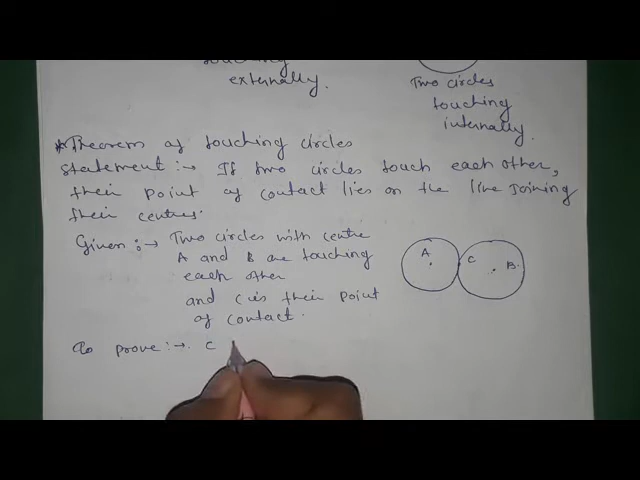 touching
externally.
Two circles
touching
internally.
* Theorem of touching circles
Statement :→ If two circles touch each other,
their point of contact lies on the line joining
their centres.
Given :→ Two circles with centre
A and B are touching
each other
and C is their point
of contact.
A
C
B
To prove :→. C